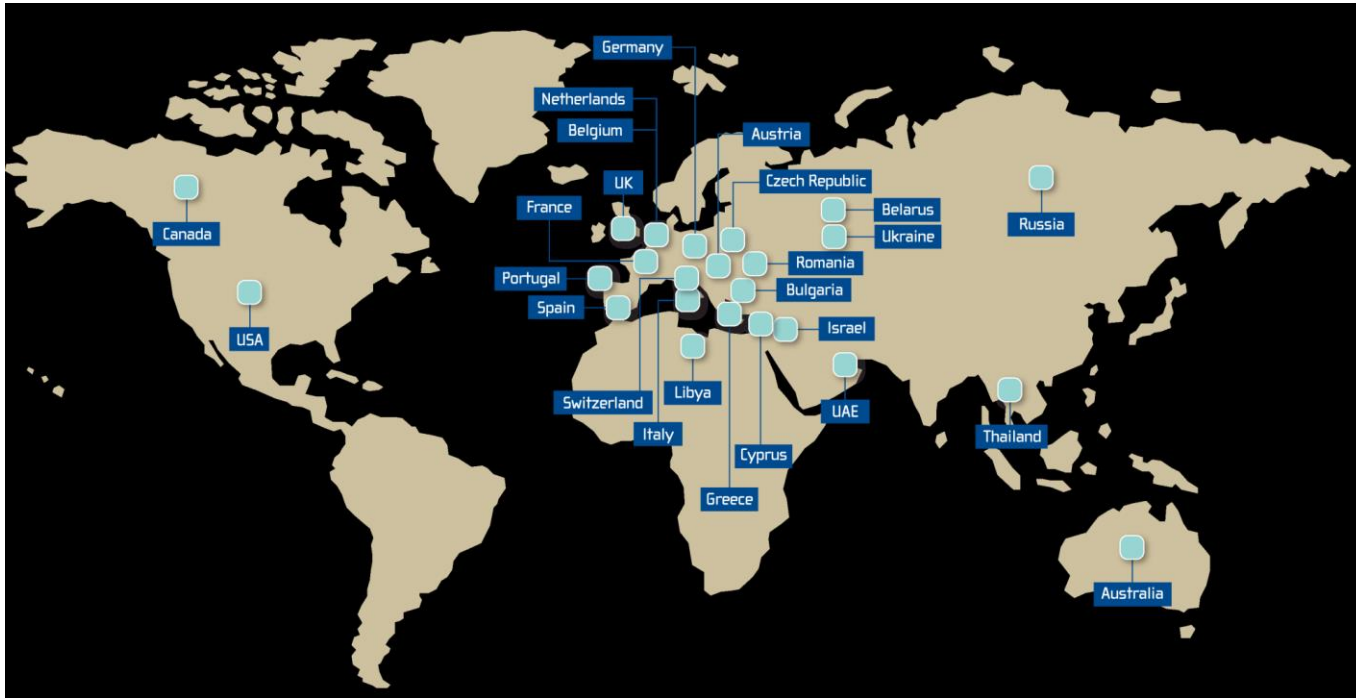 Germany
Netherlands
Belgium
Austria
UK
Czech Republic
France
Belarus
Russia
Canada
Ukraine
Portugal
Romania
Spain
Bulgaria
USA
Israel
Libya
Switzerland
UAE
Italy
Thailand
Cyprus
Greece
Australia